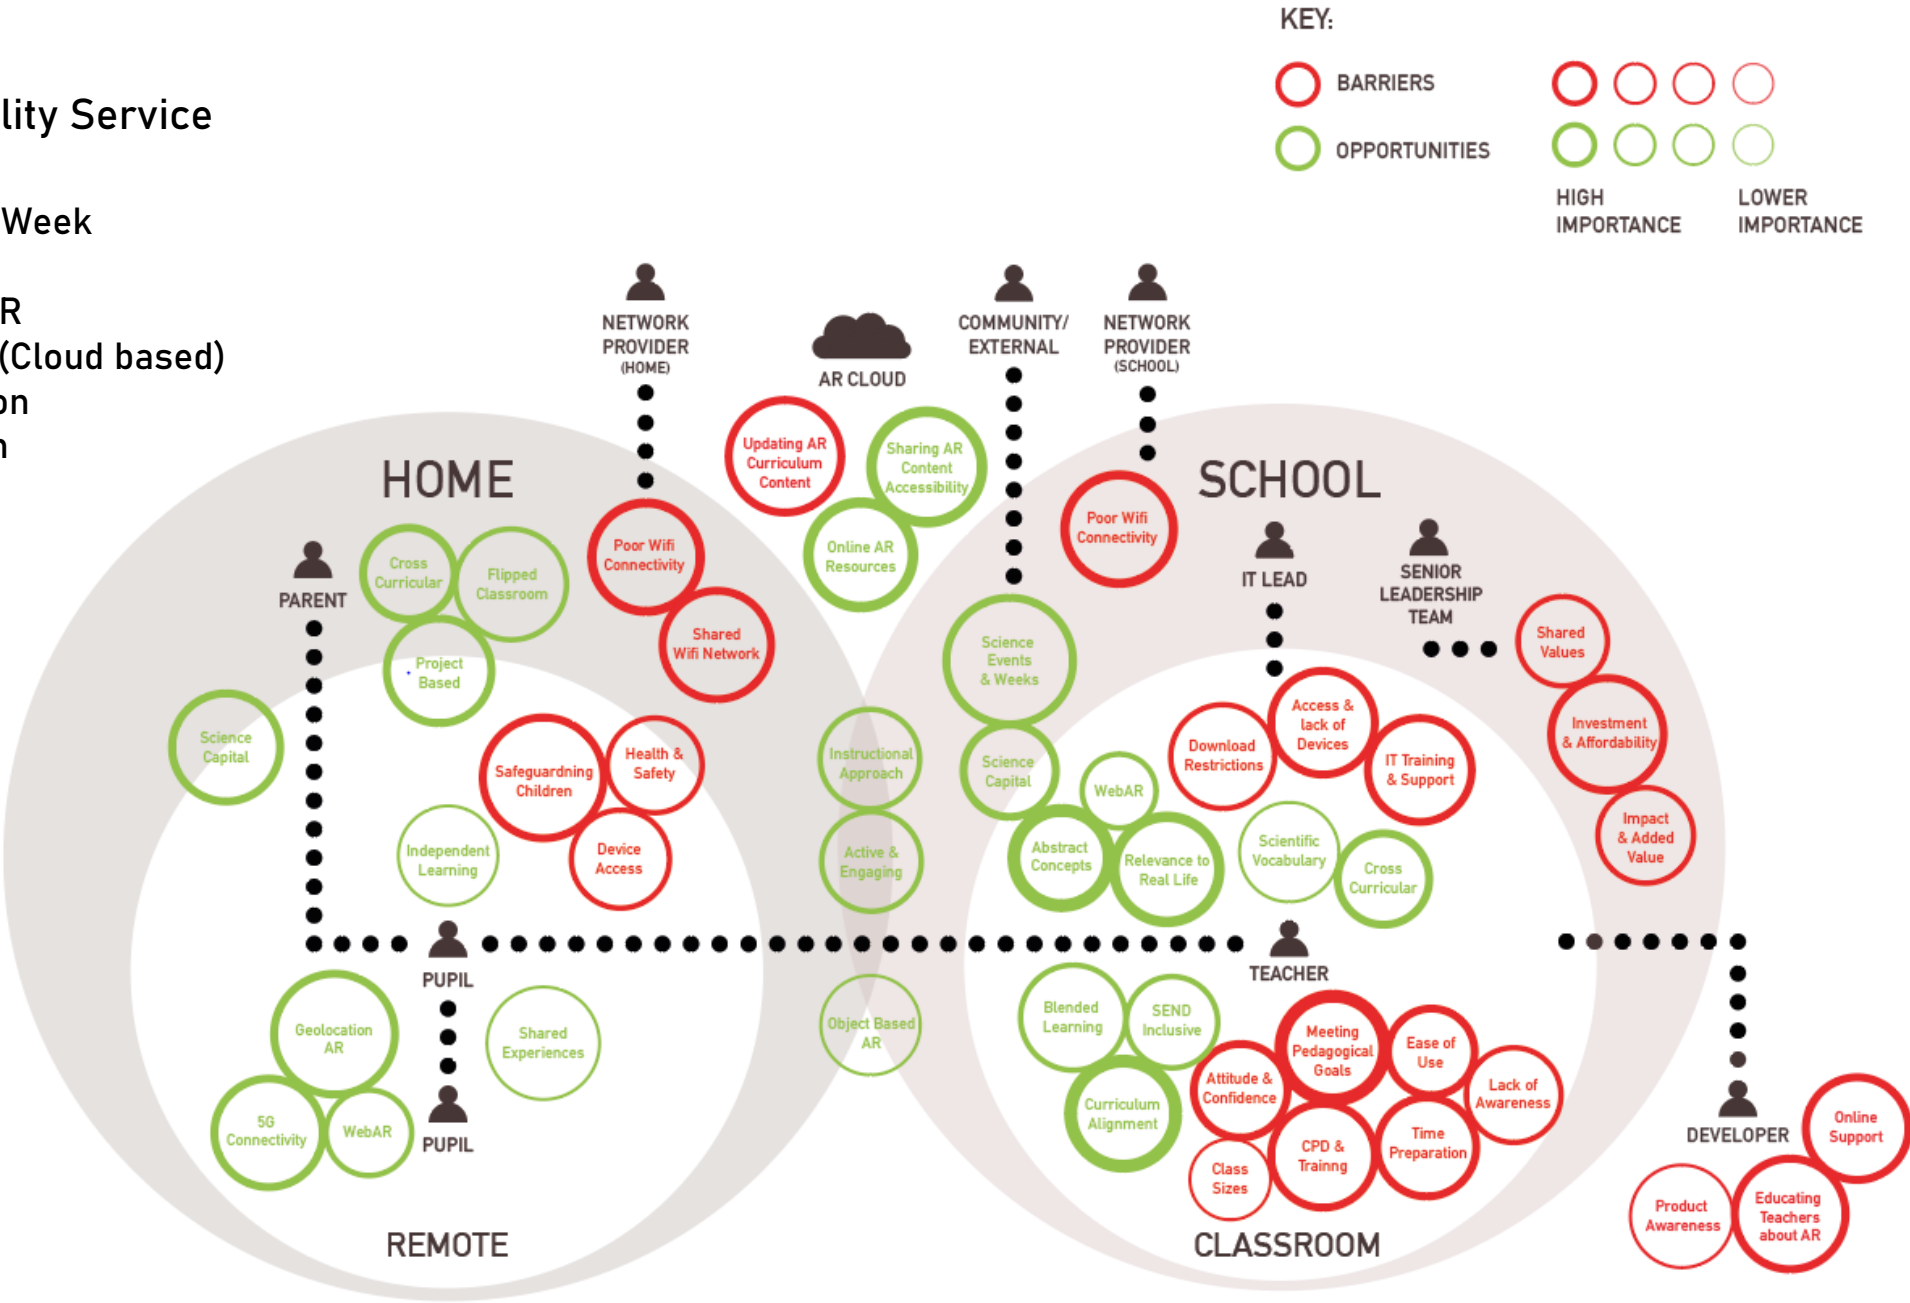 KEY:
BARRIERS
OPPORTUNITIES
HIGH
IMPORTANCE
LOWER
IMPORTANCE
lity Service
Week
R
(Cloud based)
on
n
NETWORK
PROVIDER
(HOME)
AR CLOUD
COMMUNITY/
EXTERNAL
NETWORK
PROVIDER
(SCHOOL)
HOME
SCHOOL
Updating AR
Curriculum
Content
Sharing AR
Content
Accessibility
Online AR
Resources
Poor Wifi
Connectivity
Shared
Wifi Network
Poor Wifi
Connectivity
PARENT
Cross
Curricular
Flipped
Classroom
Project
Based
Science
Capital
Safeguardning
Children
Health &
Safety
Device
Access
Independent
Learning
PUPIL
Geolocation
AR
Shared
Experiences
5G
Connectivity
WebAR
PUPIL
REMOTE
Instructional
Approach
Active &
Engaging
Object Based
AR
Science
Events
& Weeks
Science
Capital
WebAR
Abstract
Concepts
Relevance to
Real Life
IT LEAD
SENIOR
LEADERSHIP
TEAM
Shared
Values
Investment
& Affordability
Impact
& Added
Value
Download
Restrictions
Access &
lack of
Devices
IT Training
& Support
Scientific
Vocabulary
Cross
Curricular
TEACHER
Blended
Learning
SEND
Inclusive
Curriculum
Alignment
Attitude &
Confidence
Meeting
Pedagogical
Goals
Ease of
Use
Lack of
Awareness
Class
Sizes
CPD &
Trainng
Time
Preparation
CLASSROOM
DEVELOPER
Online
Support
Product
Awareness
Educating
Teachers
about AR